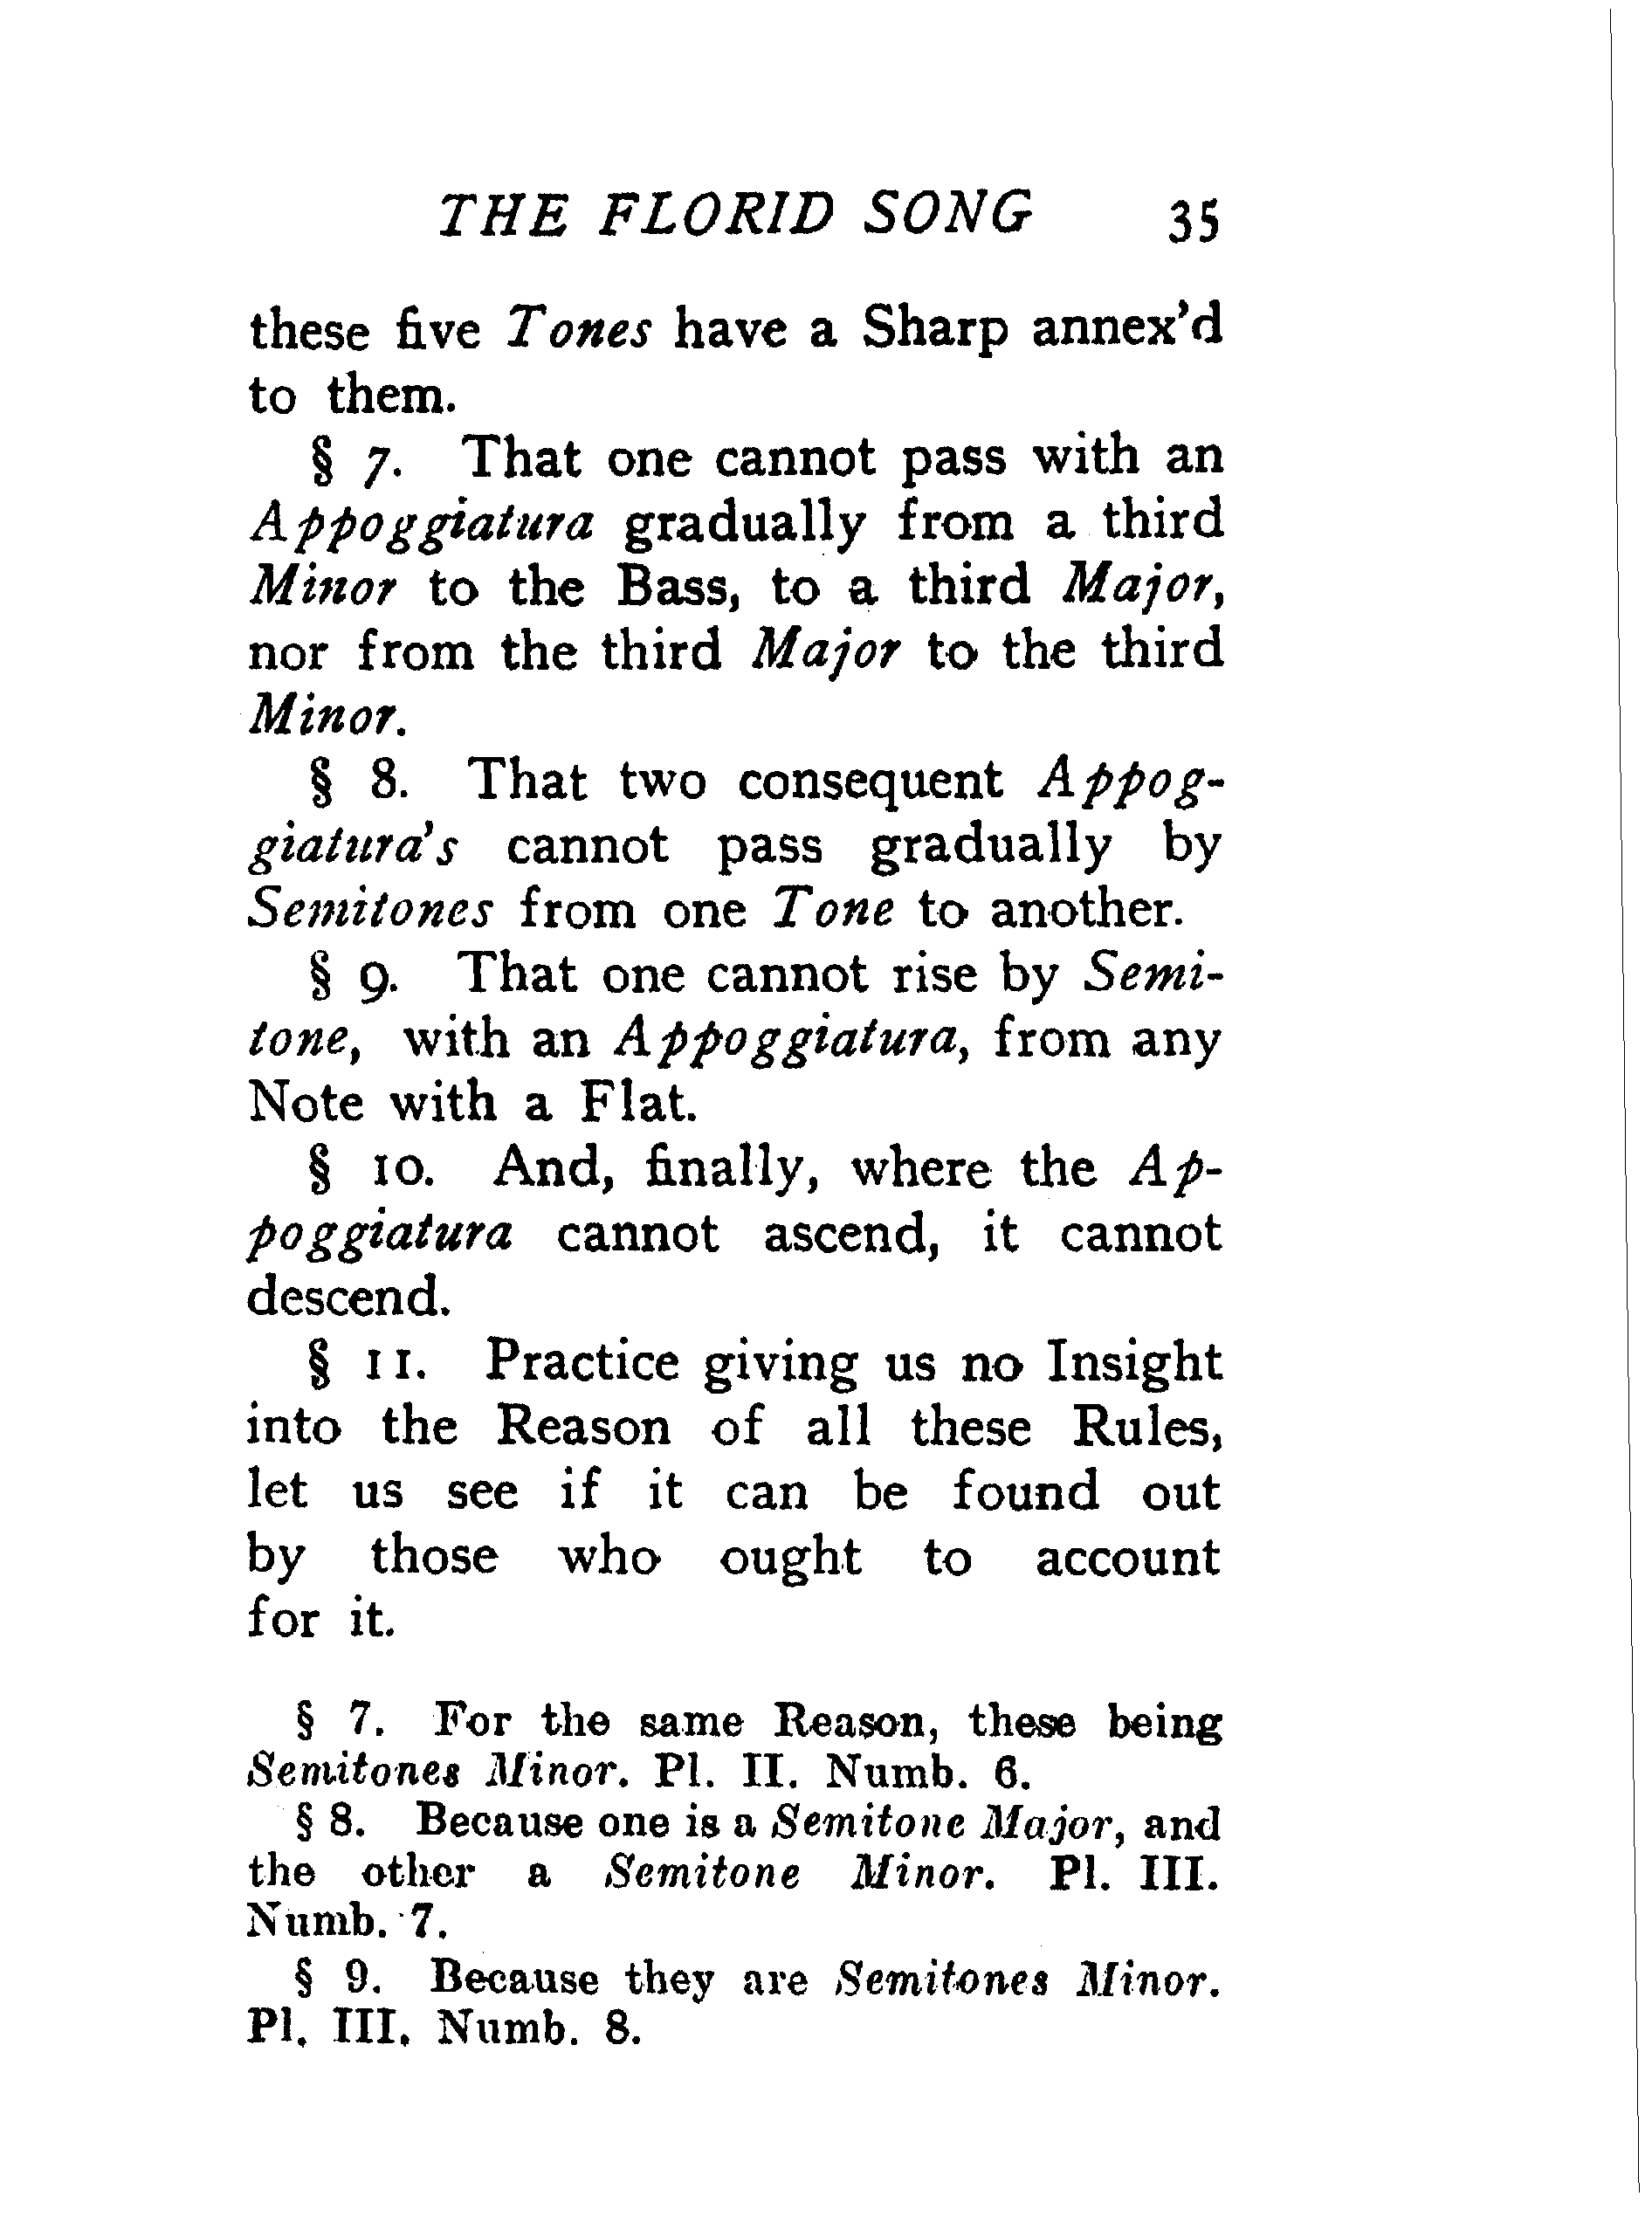 THE FLORID SONG 35
these five Tones have a Sharp annex'd
to them.
§ 7. That one cannot pass with an
Appoggiatura gradually from a third
Minor to the Bass, to a third Major,
nor from the third Major to the third
Minor.
§ 8. That two consequent Appog-
giatura's cannot pass gradually by
Semitones from one Tone to another.
§ 9. That one cannot rise by Semi-
tone, with an Appoggiatura, from any
Note with a Flat.
§ 10. And, finally, where the Ap-
poggiatura cannot ascend, it cannot
descend.
§ 11. Practice giving us no Insight
into the Reason of all these Rules,
let us see if it can be found out
by those who ought to account
for it.
§ 7. For the same Reason, these being
Semitones Minor. Pl. II. Numb. 6.
§ 8. Because one is a Semitone Major, and
the other a Semitone Minor. Pl. III.
Numb. 7.
§ 9. Because they are Semitones Minor.
Pl. III. Numb. 8.